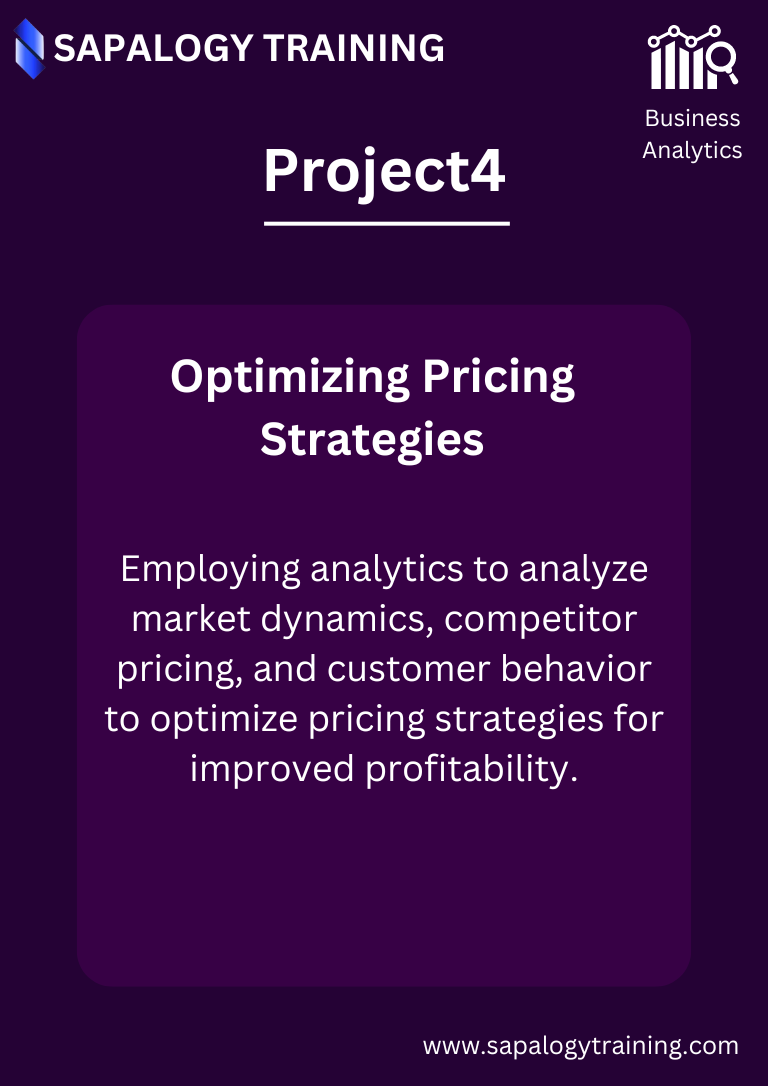 SAPALOGY TRAINING
Business
Analytics
Project4
Optimizing Pricing
Strategies
Employing analytics to analyze
market dynamics, competitor
pricing, and customer behavior
to optimize pricing strategies for
improved profitability.
www.sapalogytraining.com